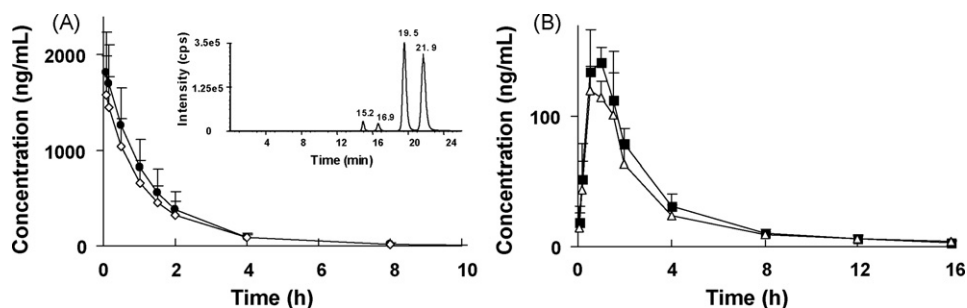 (A)
Concentration (ng/mL)
2000
1000
0
0 2 4 6 8 10
Time (h)
Intensity (cps)
3.5e5
1.25e5
0
19.5
21.9
15.2
16.9
4 8 12 16 20 24
Time (min)
(B)
Concentration (ng/mL)
100
0
0 4 8 12 16
Time (h)